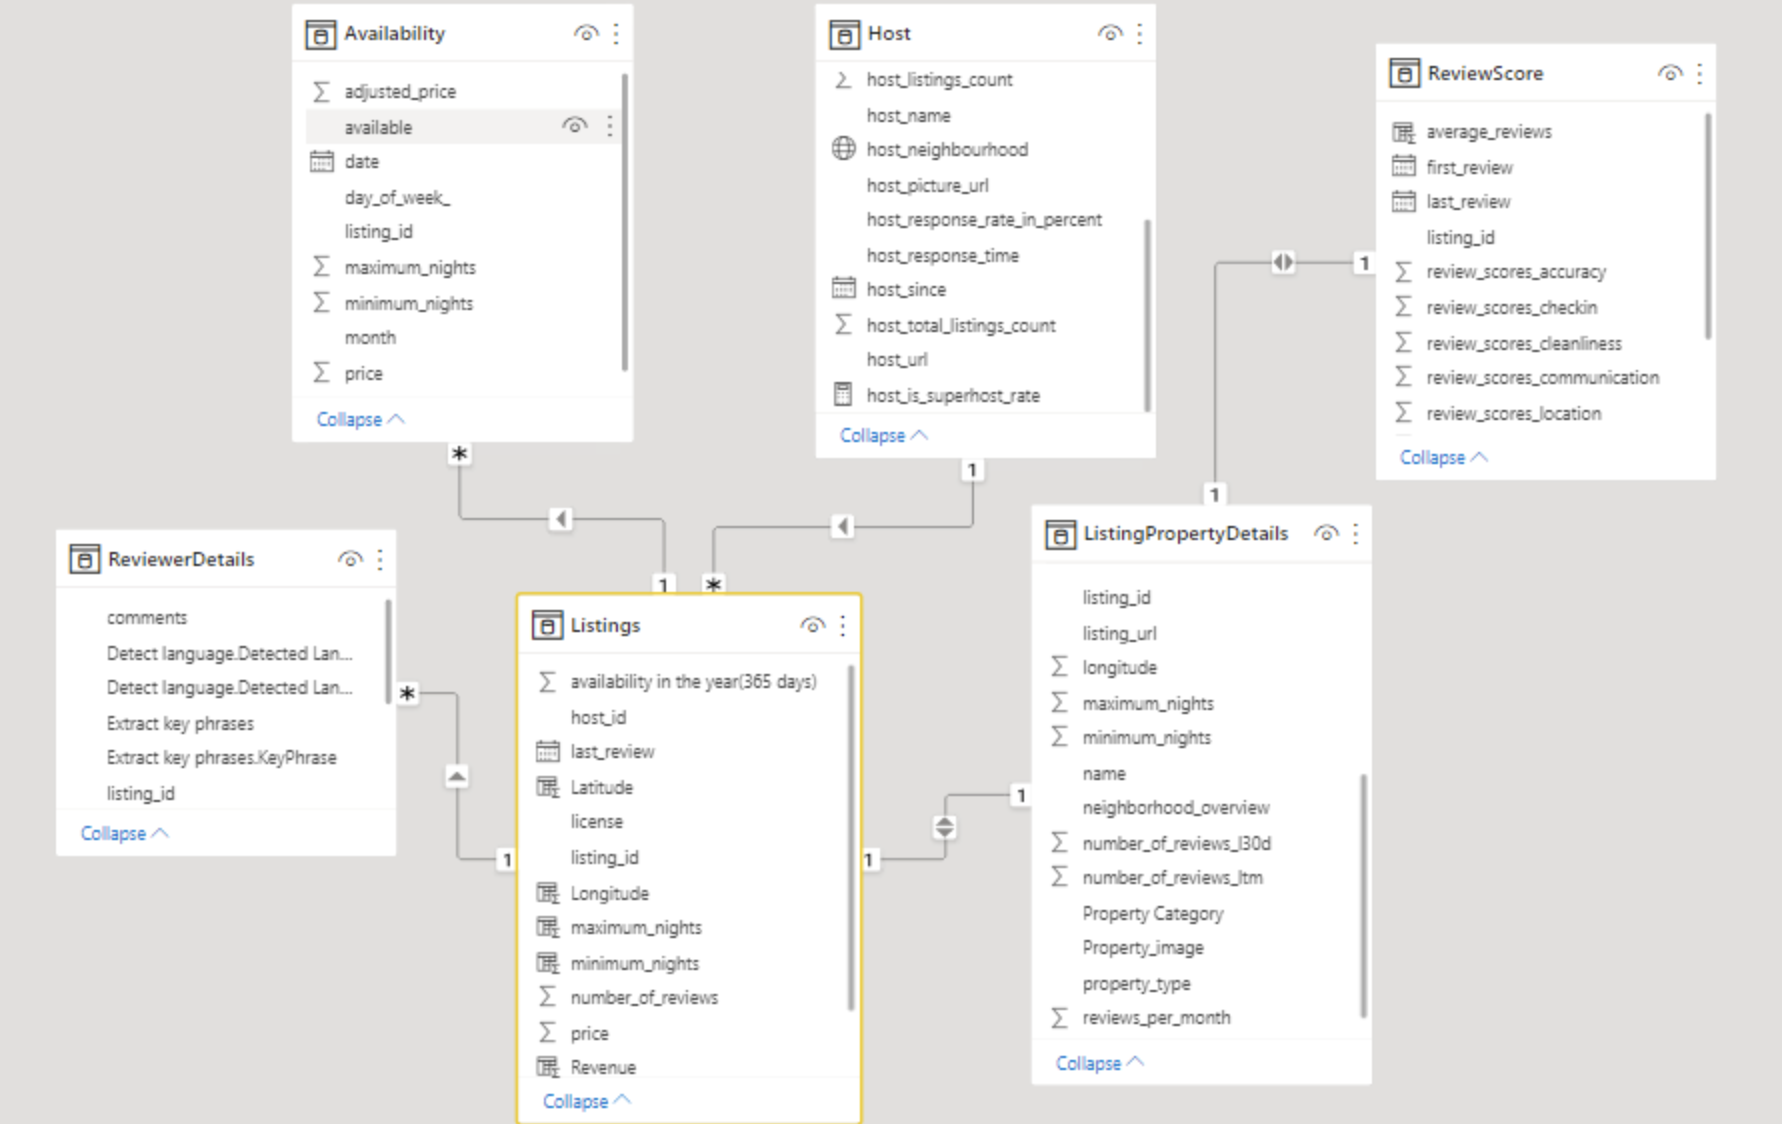 Availability
adjusted_price
available
date
day_of_week_
listing_id
maximum_nights
minimum_nights
month
price
Collapse
*
1
Host
host_listings_count
host_name
host_neighbourhood
host_picture_url
host_response_rate_in_percent
host_response_time
host_since
host_total_listings_count
host_url
host_is_superhost_rate
Collapse
1
*
ReviewScore
average_reviews
first_review
last_review
listing_id
review_scores_accuracy
review_scores_checkin
review_scores_cleanliness
review_scores_communication
review_scores_location
Collapse
1
1
ReviewerDetails
comments
Detect language.Detected Lan...
Detect language.Detected Lan...
Extract key phrases
Extract key phrases.KeyPhrase
listing_id
Collapse
*
1
Listings
availability in the year(365 days)
host_id
last_review
Latitude
license
listing_id
Longitude
maximum_nights
minimum_nights
number_of_reviews
price
Revenue
Collapse
1
1
ListingPropertyDetails
listing_id
listing_url
longitude
maximum_nights
minimum_nights
name
neighborhood_overview
number_of_reviews_l30d
number_of_reviews_ltm
Property Category
Property_image
property_type
reviews_per_month
Collapse